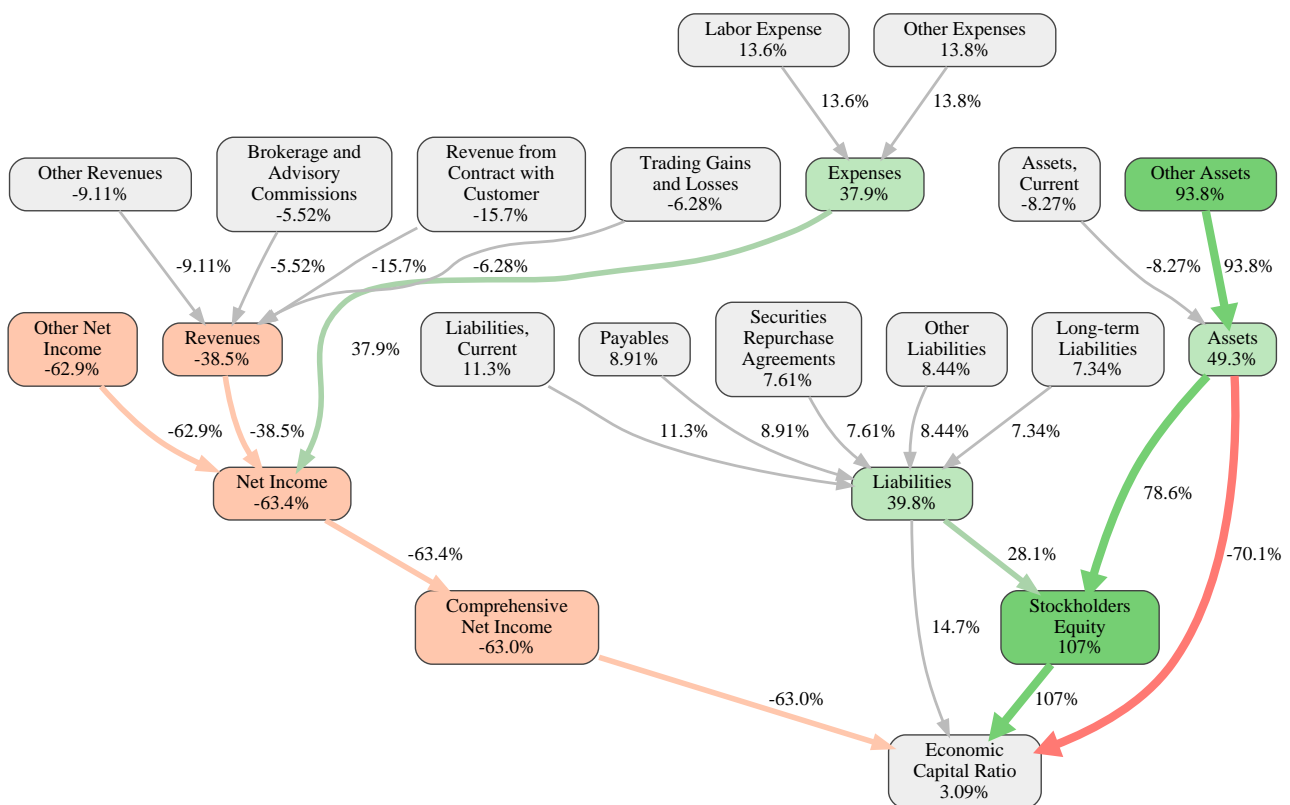 Labor Expense
13.6%
Other Expenses
13.8%
13.6%
13.8%
Other Revenues
-9.11%
Brokerage and
Advisory
Commissions
-5.52%
Revenue from
Contract with
Customer
-15.7%
Trading Gains
and Losses
-6.28%
Expenses
37.9%
Assets,
Current
-8.27%
Other Assets
93.8%
-9.11%
-5.52%
-15.7%
-6.28%
-8.27%
93.8%
Other Net
Income
-62.9%
Revenues
-38.5%
37.9%
Liabilities,
Current
11.3%
Payables
8.91%
Securities
Repurchase
Agreements
7.61%
Other
Liabilities
8.44%
Long-term
Liabilities
7.34%
Assets
49.3%
-62.9%
-38.5%
11.3%
8.91%
7.61%
8.44%
7.34%
Net Income
-63.4%
Liabilities
39.8%
78.6%
-63.4%
28.1%
-70.1%
Comprehensive
Net Income
-63.0%
14.7%
Stockholders
Equity
107%
-63.0%
107%
Economic
Capital Ratio
3.09%